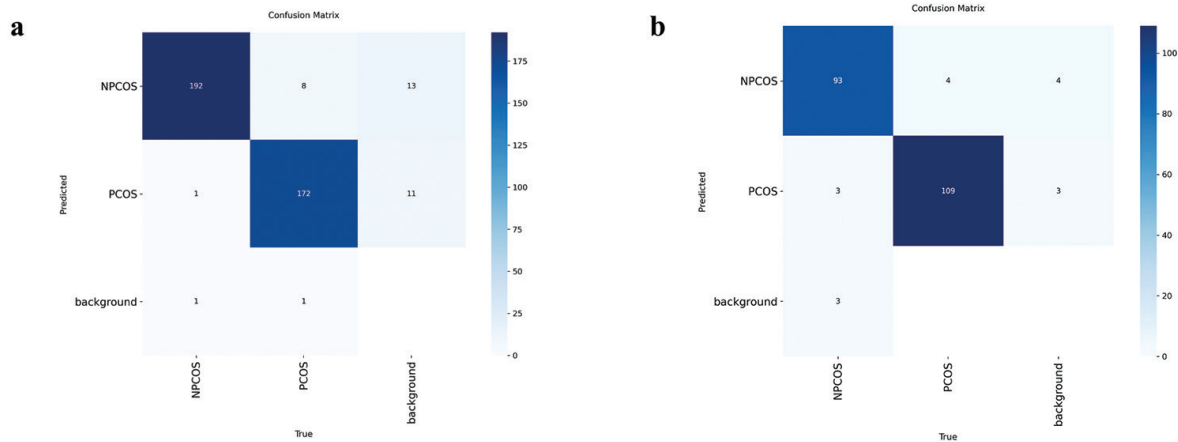 a
Confusion Matrix
NPCOS 192 8 13
PCOS 1 172 11
background 1 1
NPCOS PCOS background
Predicted
True
175
150
125
100
75
50
25
0
b
Confusion Matrix
NPCOS 93 4 4
PCOS 3 109 3
background 3
NPCOS PCOS background
Predicted
True
100
80
60
40
20
0